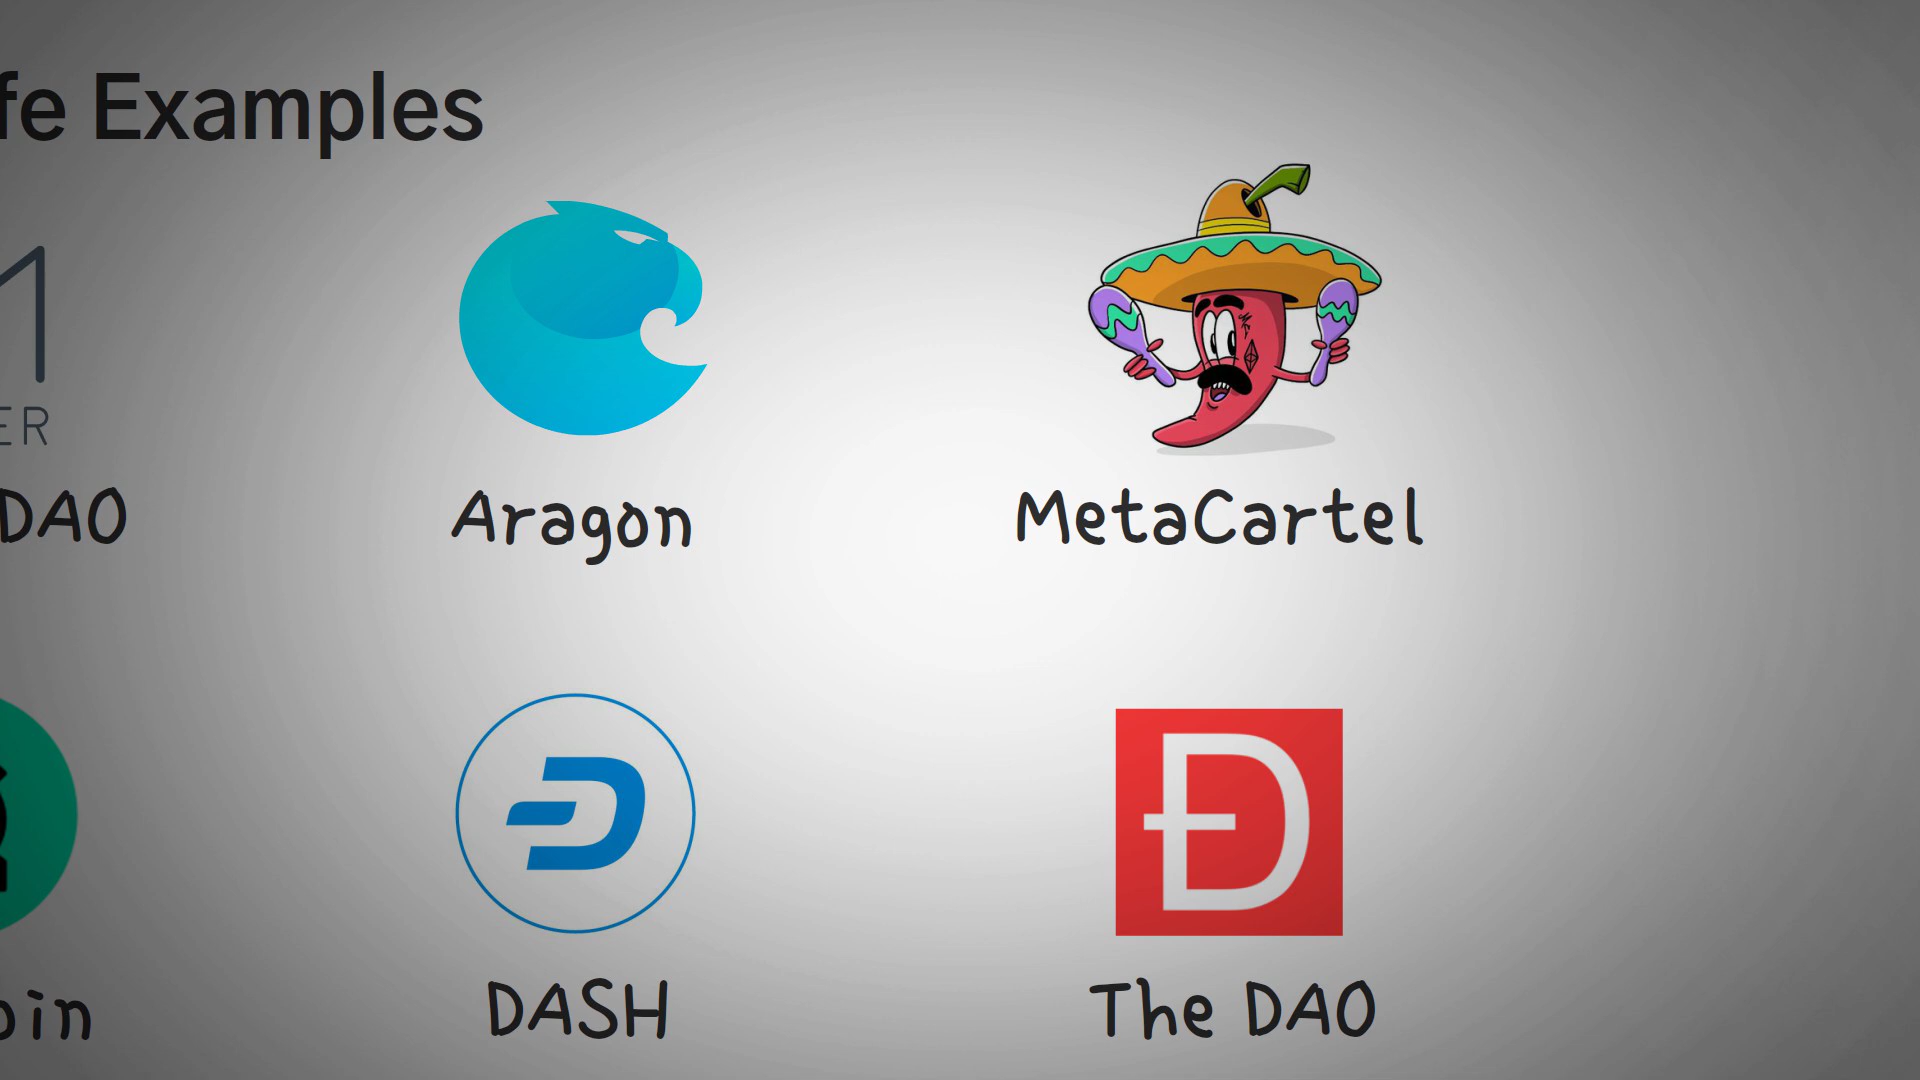 fe Examples
ER
DAO
Aragon
MetaCartel
oin
DASH
The DAO